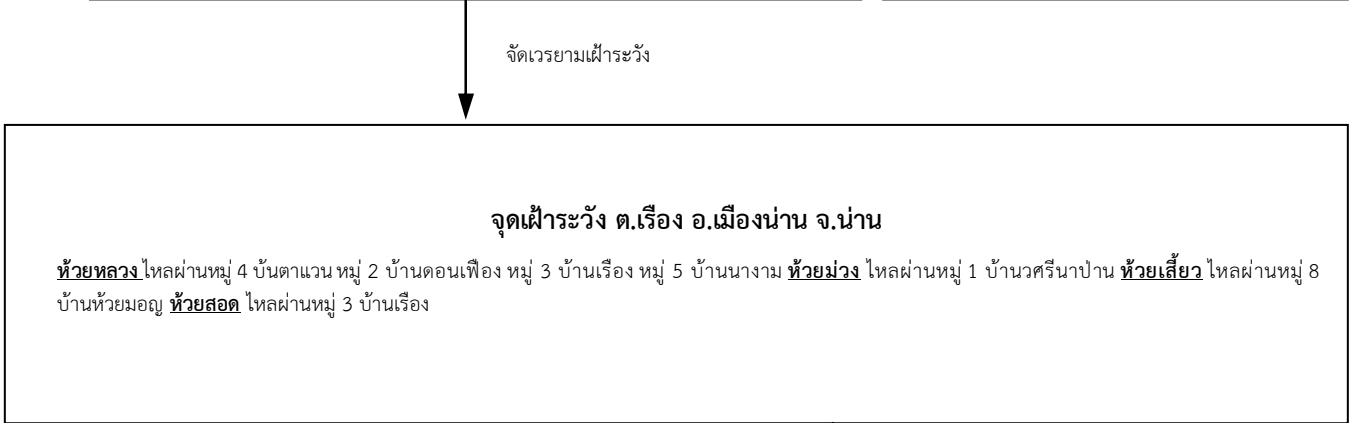 จัดเวรยามเฝ้าระวัง
จุดเฝ้าระวัง ต.เรือง อ.เมืองน่าน จ.น่าน
ห้วยหลวง ไหลผ่านหมู่ 4 บ้นตาแวน หมู่ 2 บ้านดอนเฟือง หมู่ 3 บ้านเรือง หมู่ 5 บ้านนางาม ห้วยม่วง ไหลผ่านหมู่ 1 บ้านวศรีนาป่าน ห้วยเสี้ยว ไหลผ่านหมู่ 8
บ้านห้วยมอญ ห้วยสอด ไหลผ่านหมู่ 3 บ้านเรือง